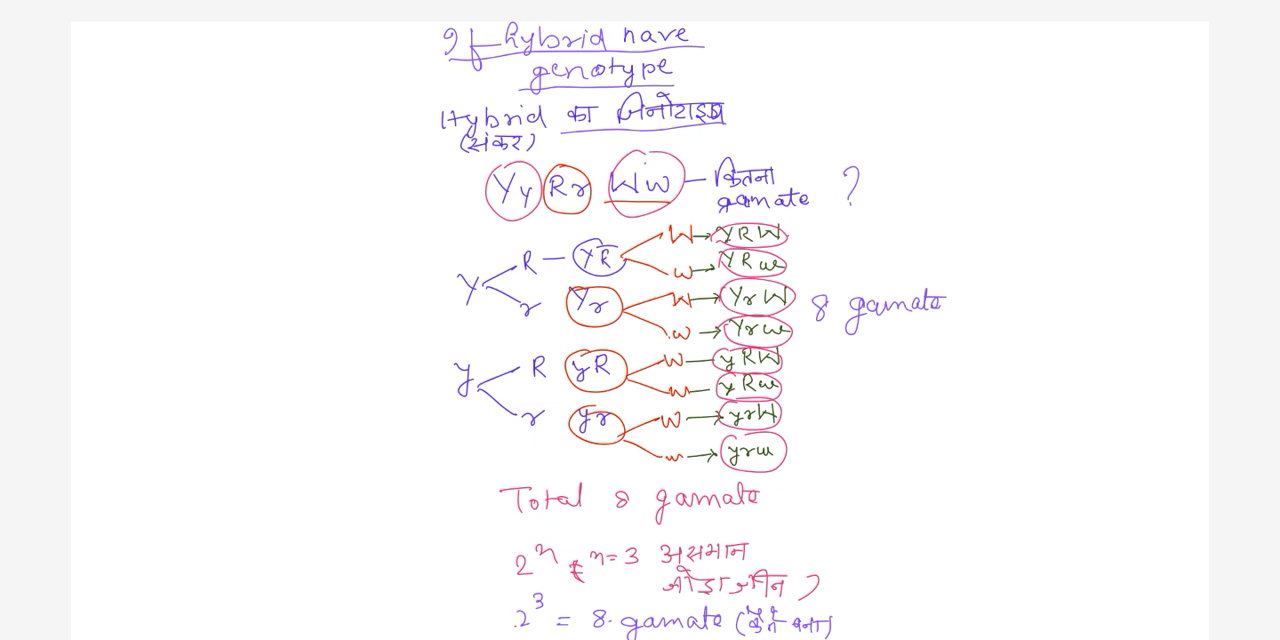 If hybrid have
genotype
Hybrid का जिनोटाइप
(संकर)
Yy Rr Ww – कितना
gamate ?
W → YRW
Y R – YR
w → YRw
r Yr W → YrW
8 gamate
w → Yrw
y R yR W – yRW
w – yRw
r yr W → yrW
w → yrw
Total 8 gamate
2ⁿ n=3 असमान
जोड़ा जीन )
2³ = 8 gamate (